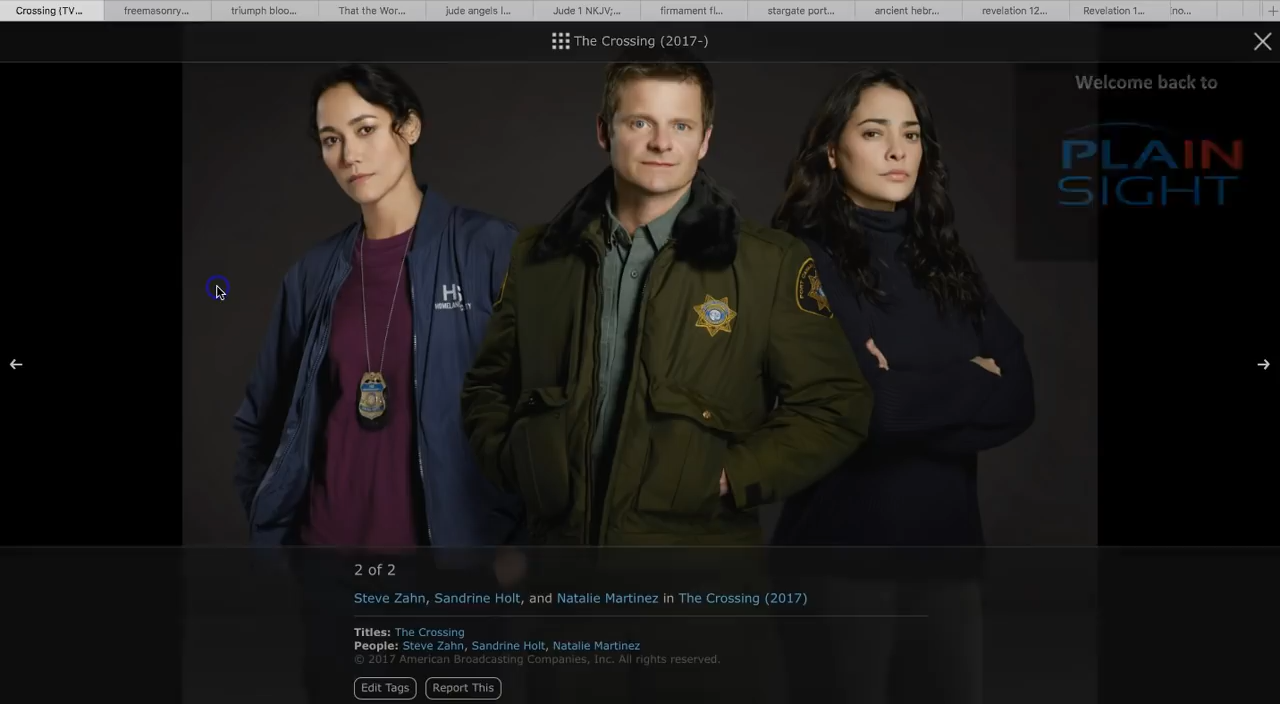 Crossing (TV...
freemasonry...
triumph bloo...
That the Wor...
jude angels l...
Jude 1 NKJV;...
firmament fl...
stargate port...
ancient hebr...
revelation 12...
Revelation 1...
The Crossing (2017-)
Welcome back to
PLAIN
SIGHT
2 of 2
Steve Zahn, Sandrine Holt, and Natalie Martinez in The Crossing (2017)
Titles: The Crossing
People: Steve Zahn, Sandrine Holt, Natalie Martinez
© 2017 American Broadcasting Companies, Inc. All rights reserved.
Edit Tags
Report This